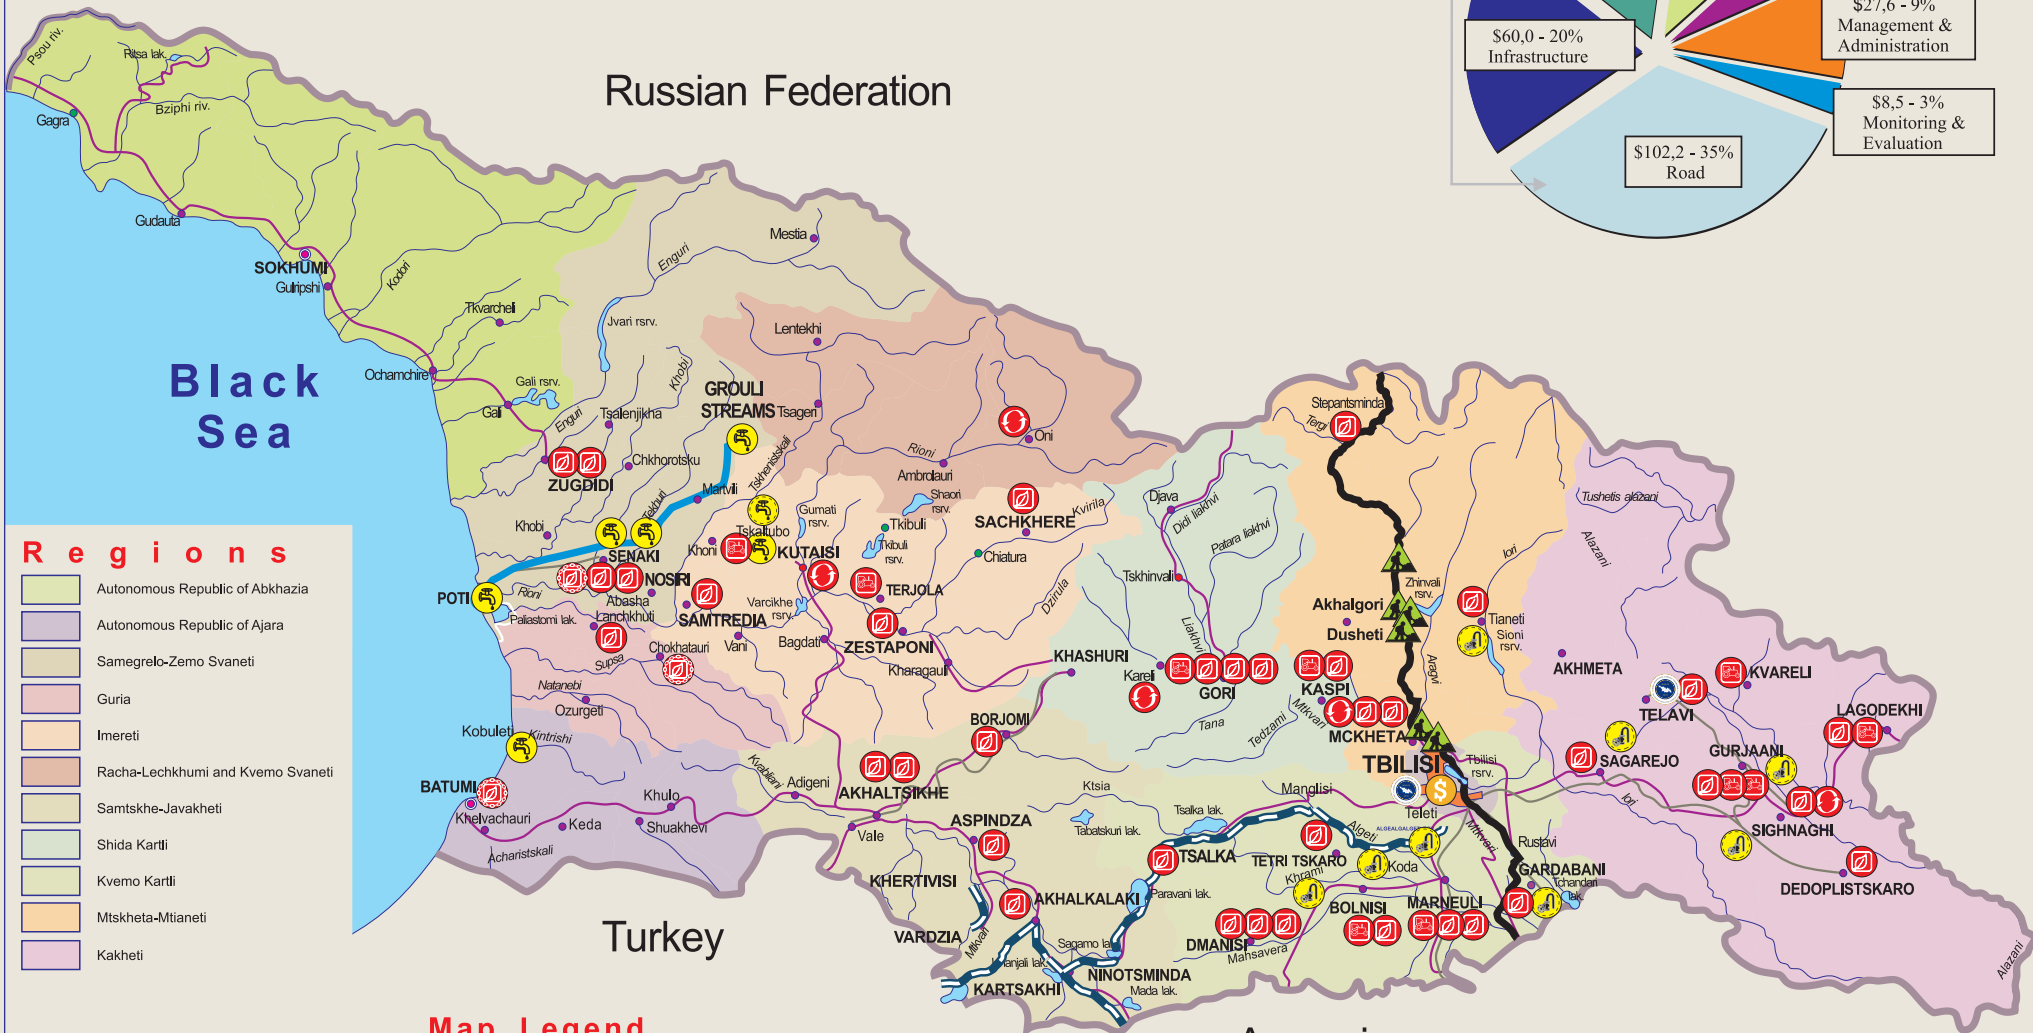 $27,6 - 9%
Management &
Administration
$60,0 - 20%
Infrastructure
$8,5 - 3%
Monitoring &
Evaluation
$102,2 - 35%
Road
Russian Federation
Psou riv.
Ritsa lak.
Bziphi riv.
Gagra
Gudauta
SOKHUMI
Gulripshi
Kodori
Tkvarcheli
Ochamchire
Gali rsrv.
Gali
Enguri
Mestia
Enguri
Jvari rsrv.
Khobi
Lentekhi
Black
Sea
GROULI
STREAMS
Tsageri
Tsalenjikha
Chkhorotsku
ZUGDIDI
Martvili
Tekhuri
Tskhenistskali
Rioni
Oni
Ambrolauri
Shaori
rsrv.
Gumati
rsrv.
Tkibuli
Tkibuli
rsrv.
SACHKHERE
Kvirila
Chiatura
Khobi
SENAKI
NOSIRI
Khoni
Tskaltubo
KUTAISI
TERJOLA
POTI
Rioni
Abasha
Paliastomi lak.
Lanchkhuti
SAMTREDIA
Varcikhe
rsrv.
Vani
Bagdati
ZESTAPONI
Kharagauli
Dzirula
Supsa
Chokhatauri
Natanebi
Ozurgeti
Kobuleti
Kintrishi
BATUMI
Khelvachauri
Keda
Khulo
Shuakhevi
Acharistskali
Kvabliani
Adigeni
AKHALTSIKHE
Vale
BORJOMI
KHASHURI
Kareli
Djava
Didi liakhvi
Patara liakhvi
Tskhinvali
Liakhvi
GORI
KASPI
Tana
Tedzami
Mtkvari
MCKHETA
Stepantsminda
Tergi
Zhinvali
rsrv.
Akhalgori
Dusheti
Aragvi
Iori
Tianeti
Sioni
rsrv.
Tushetis alazani
Alazani
AKHMETA
KVARELI
TELAVI
LAGODEKHI
GURJAANI
SAGAREJO
Iori
SIGHNAGHI
DEDOPLISTSKARO
Alazani
TBILISI
Tbilisi
rsrv.
Teleti
Mtkvari
Rustavi
GARDABANI
Tchandari
lak.
Ktsia
Tsalka lak.
Tabatskuri lak.
Manglisi
Algeti
TSALKA
TETRI TSKARO
Khrami
Koda
BOLNISI
MARNEULI
DMANISI
Mahsavera
ASPINDZA
KHERTIVISI
AKHALKALAKI
Paravani lak.
VARDZIA
Mtkvari
KARTSAKHI
NINOTSMINDA
Mada lak.
Turkey
Regions
Autonomous Republic of Abkhazia
Autonomous Republic of Ajara
Samegrelo-Zemo Svaneti
Guria
Imereti
Racha-Lechkhumi and Kvemo Svaneti
Samtskhe-Javakheti
Shida Kartli
Kvemo Kartli
Mtskheta-Mtianeti
Kakheti
Map Legend